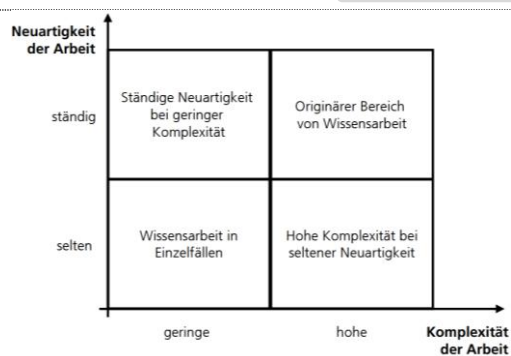 Neuartigkeit
der Arbeit
ständig
Ständige Neuartigkeit
bei geringer
Komplexität
Originärer Bereich
von Wissensarbeit
selten
Wissensarbeit in
Einzelfällen
Hohe Komplexität bei
seltener Neuartigkeit
geringe
hohe
Komplexität
der Arbeit